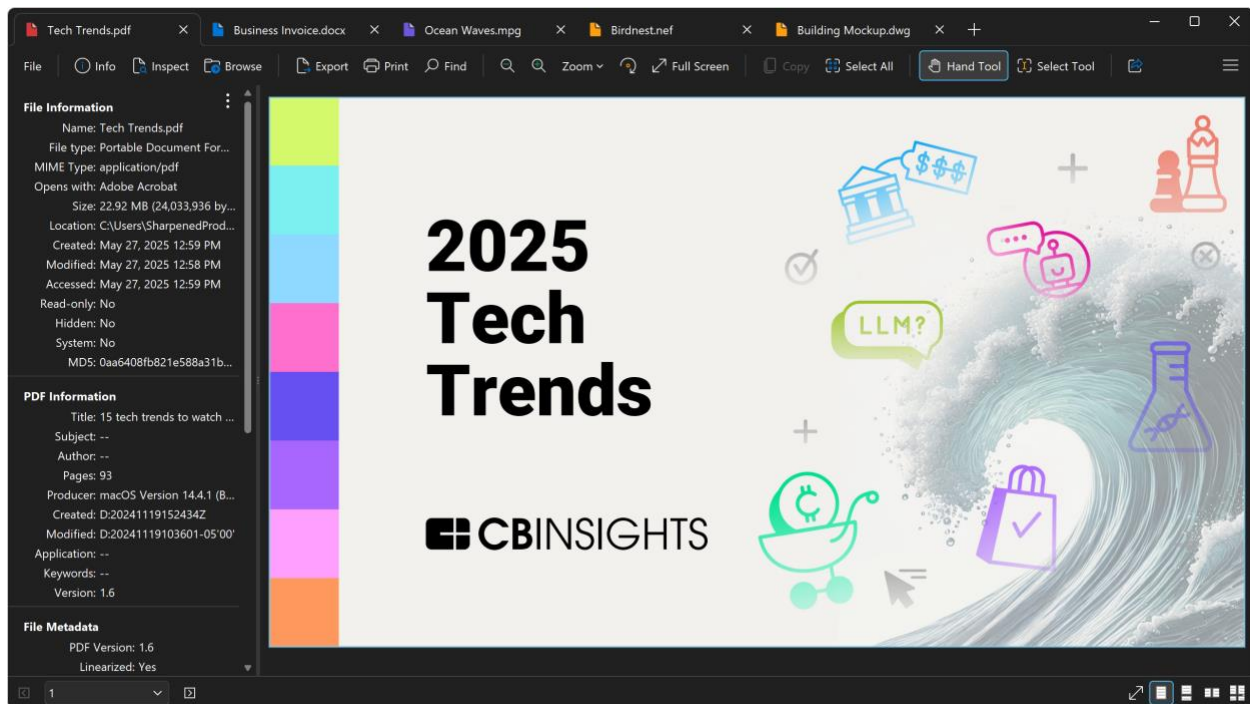 Tech Trends.pdf
Business Invoice.docx
Ocean Waves.mpg
Birdnest.nef
Building Mockup.dwg
File
Info
Inspect
Browse
Export
Print
Find
Zoom
Full Screen
Copy
Select All
Hand Tool
Select Tool
File Information
Name: Tech Trends.pdf
File type: Portable Document For...
MIME Type: application/pdf
Opens with: Adobe Acrobat
Size: 22.92 MB (24,033,936 by...
Location: C:\Users\SharpenedProd...
Created: May 27, 2025 12:59 PM
Modified: May 27, 2025 12:58 PM
Accessed: May 27, 2025 12:59 PM
Read-only: No
Hidden: No
System: No
MD5: 0aa6408fb821e588a31b...
PDF Information
Title: 15 tech trends to watch ...
Subject: --
Author: --
Pages: 93
Producer: macOS Version 14.4.1 (B...
Created: D:20241119152434Z
Modified: D:20241119103601-05'00'
Application: --
Keywords: --
Version: 1.6
File Metadata
PDF Version: 1.6
Linearized: Yes
1
2025
Tech
Trends
CBINSIGHTS
$$$
LLM?